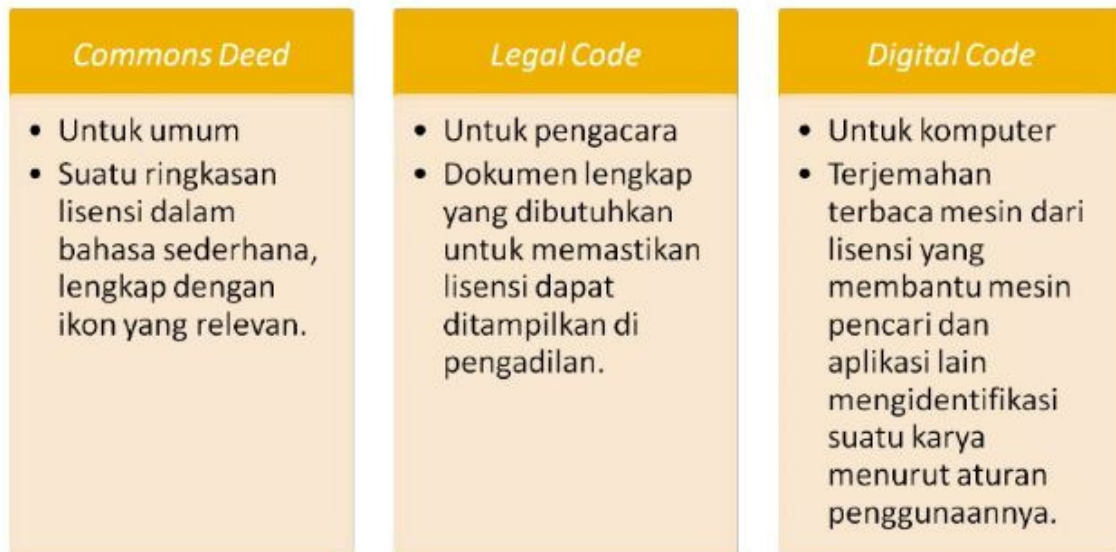 Commons Deed
• Untuk umum
• Suatu ringkasan
lisensi dalam
bahasa sederhana,
lengkap dengan
ikon yang relevan.
Legal Code
• Untuk pengacara
• Dokumen lengkap
yang dibutuhkan
untuk memastikan
lisensi dapat
ditampilkan di
pengadilan.
Digital Code
• Untuk komputer
• Terjemahan
terbaca mesin dari
lisensi yang
membantu mesin
pencari dan
aplikasi lain
mengidentifikasi
suatu karya
menurut aturan
penggunaannya.